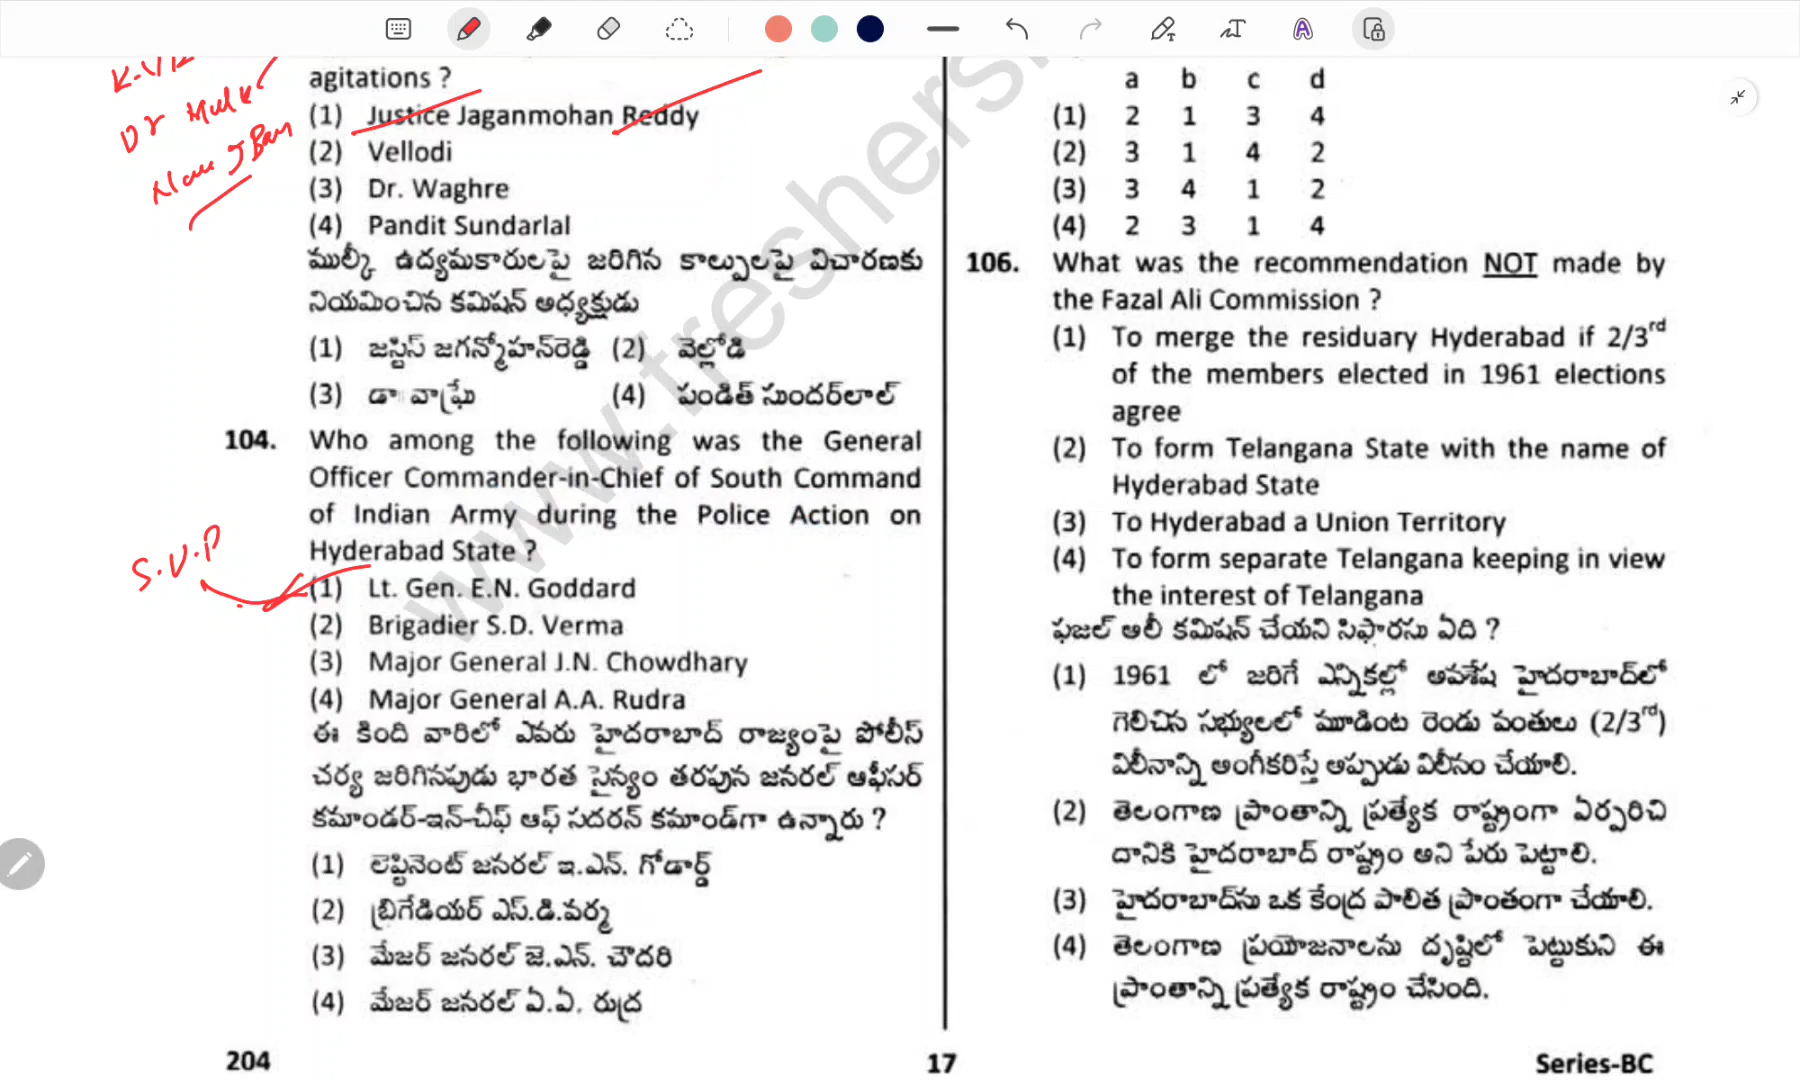 agitations ?
(1) Justice Jaganmohan Reddy
(2) Vellodi
(3) Dr. Waghre
(4) Pandit Sundarlal
ముల్కీ ఉద్యమకారులపై జరిగిన కాల్పులపై విచారణకు
నియమించిన కమిషన్ అధ్యక్షుడు
(1) జస్టిస్ జగన్మోహన్‌రెడ్డి (2) వెల్లోడి
(3) డా॥ వాఘ్రే (4) పండిత్ సుందర్‌లాల్
104. Who among the following was the General
Officer Commander-in-Chief of South Command
of Indian Army during the Police Action on
Hyderabad State ?
S.V.P
(1) Lt. Gen. E.N. Goddard
(2) Brigadier S.D. Verma
(3) Major General J.N. Chowdhary
(4) Major General A.A. Rudra
ఈ కింది వారిలో ఎవరు హైదరాబాద్ రాజ్యంపై పోలీస్
చర్య జరిగినపుడు భారత సైన్యం తరపున జనరల్ ఆఫీసర్
కమాండర్-ఇన్-చీఫ్ ఆఫ్ సదరన్ కమాండ్‌గా ఉన్నారు ?
(1) లెఫ్టినెంట్ జనరల్ ఇ.ఎన్. గోడార్డ్
(2) బ్రిగేడియర్ ఎస్.డి.వర్మ
(3) మేజర్ జనరల్ జె.ఎన్. చౌదరి
(4) మేజర్ జనరల్ ఏ.ఏ. రుద్ర
a b c d
(1) 2 1 3 4
(2) 3 1 4 2
(3) 3 4 1 2
(4) 2 3 1 4
106. What was the recommendation NOT made by
the Fazal Ali Commission ?
(1) To merge the residuary Hyderabad if 2/3rd
of the members elected in 1961 elections
agree
(2) To form Telangana State with the name of
Hyderabad State
(3) To Hyderabad a Union Territory
(4) To form separate Telangana keeping in view
the interest of Telangana
ఫజల్ ఆలీ కమిషన్ చేయని సిఫారసు ఏది ?
(1) 1961 లో జరిగే ఎన్నికల్లో అవశేష హైదరాబాద్‌లో
గెలిచిన సభ్యులలో మూడింట రెండు వంతులు (2/3rd)
విలీనాన్ని అంగీకరిస్తే అప్పుడు విలీనం చేయాలి.
(2) తెలంగాణ ప్రాంతాన్ని ప్రత్యేక రాష్ట్రంగా ఏర్పరిచి
దానికి హైదరాబాద్ రాష్ట్రం అని పేరు పెట్టాలి.
(3) హైదరాబాద్‌ను ఒక కేంద్ర పాలిత ప్రాంతంగా చేయాలి.
(4) తెలంగాణ ప్రయోజనాలను దృష్టిలో పెట్టుకుని ఈ
ప్రాంతాన్ని ప్రత్యేక రాష్ట్రం చేసింది.
204 17 Series-BC